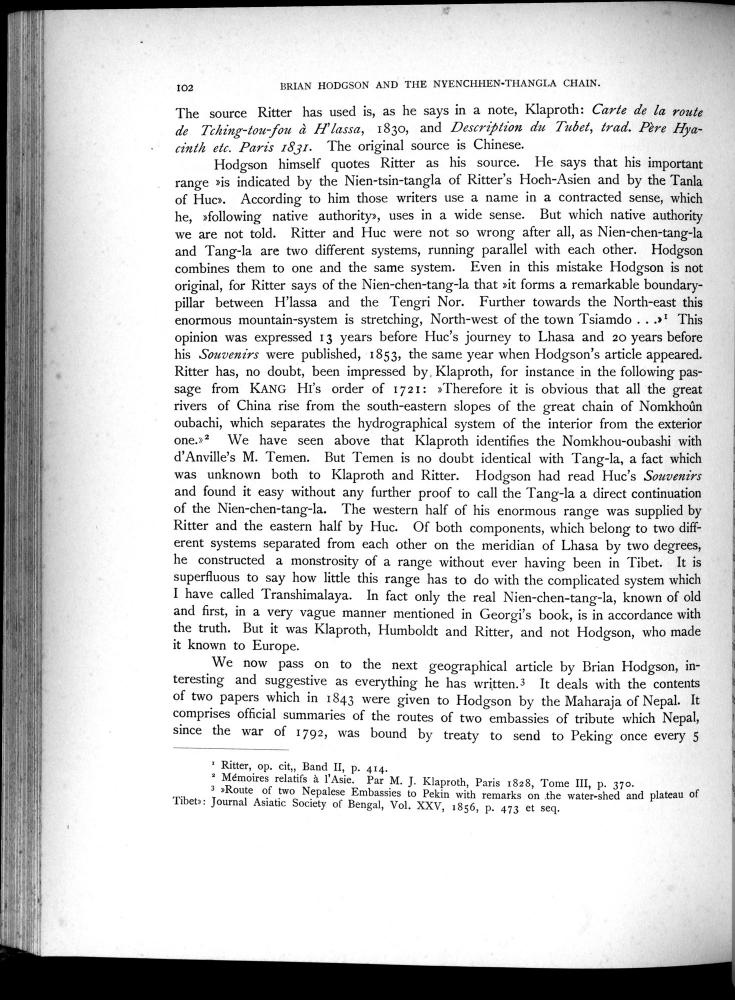 102 BRIAN HODGSON AND THE NYENCHHEN-THANGLA CHAIN.
The source Ritter has used is, as he says in a note, Klaproth: Carte de la route
de Tching-tou-fou à H'lassa, 1830, and Description du Tubet, trad. Père Hya-
cinth etc. Paris 1831. The original source is Chinese.
Hodgson himself quotes Ritter as his source. He says that his important
range »is indicated by the Nien-tsin-tangla of Ritter's Hoch-Asien and by the Tanla
of Huc». According to him those writers use a name in a contracted sense, which
he, »following native authority», uses in a wide sense. But which native authority
we are not told. Ritter and Huc were not so wrong after all, as Nien-chen-tang-la
and Tang-la are two different systems, running parallel with each other. Hodgson
combines them to one and the same system. Even in this mistake Hodgson is not
original, for Ritter says of the Nien-chen-tang-la that »it forms a remarkable boundary-
pillar between H'lassa and the Tengri Nor. Further towards the North-east this
enormous mountain-system is stretching, North-west of the town Tsiamdo . . .»¹ This
opinion was expressed 13 years before Huc's journey to Lhasa and 20 years before
his Souvenirs were published, 1853, the same year when Hodgson's article appeared.
Ritter has, no doubt, been impressed by Klaproth, for instance in the following pas-
sage from KANG HI's order of 1721: »Therefore it is obvious that all the great
rivers of China rise from the south-eastern slopes of the great chain of Nomkhoûn
oubachi, which separates the hydrographical system of the interior from the exterior
one.»² We have seen above that Klaproth identifies the Nomkhou-oubashi with
d'Anville's M. Temen. But Temen is no doubt identical with Tang-la, a fact which
was unknown both to Klaproth and Ritter. Hodgson had read Huc's Souvenirs
and found it easy without any further proof to call the Tang-la a direct continuation
of the Nien-chen-tang-la. The western half of his enormous range was supplied by
Ritter and the eastern half by Huc. Of both components, which belong to two diff-
erent systems separated from each other on the meridian of Lhasa by two degrees,
he constructed a monstrosity of a range without ever having been in Tibet. It is
superfluous to say how little this range has to do with the complicated system which
I have called Transhimalaya. In fact only the real Nien-chen-tang-la, known of old
and first, in a very vague manner mentioned in Georgi's book, is in accordance with
the truth. But it was Klaproth, Humboldt and Ritter, and not Hodgson, who made
it known to Europe.
We now pass on to the next geographical article by Brian Hodgson, in-
teresting and suggestive as everything he has written.³ It deals with the contents
of two papers which in 1843 were given to Hodgson by the Maharaja of Nepal. It
comprises official summaries of the routes of two embassies of tribute which Nepal,
since the war of 1792, was bound by treaty to send to Peking once every 5
¹ Ritter, op. cit,, Band II, p. 414.
² Mémoires relatifs à l'Asie. Par M. J. Klaproth, Paris 1828, Tome III, p. 370.
³ »Route of two Nepalese Embassies to Pekin with remarks on the water-shed and plateau of
Tibet»: Journal Asiatic Society of Bengal, Vol. XXV, 1856, p. 473 et seq.